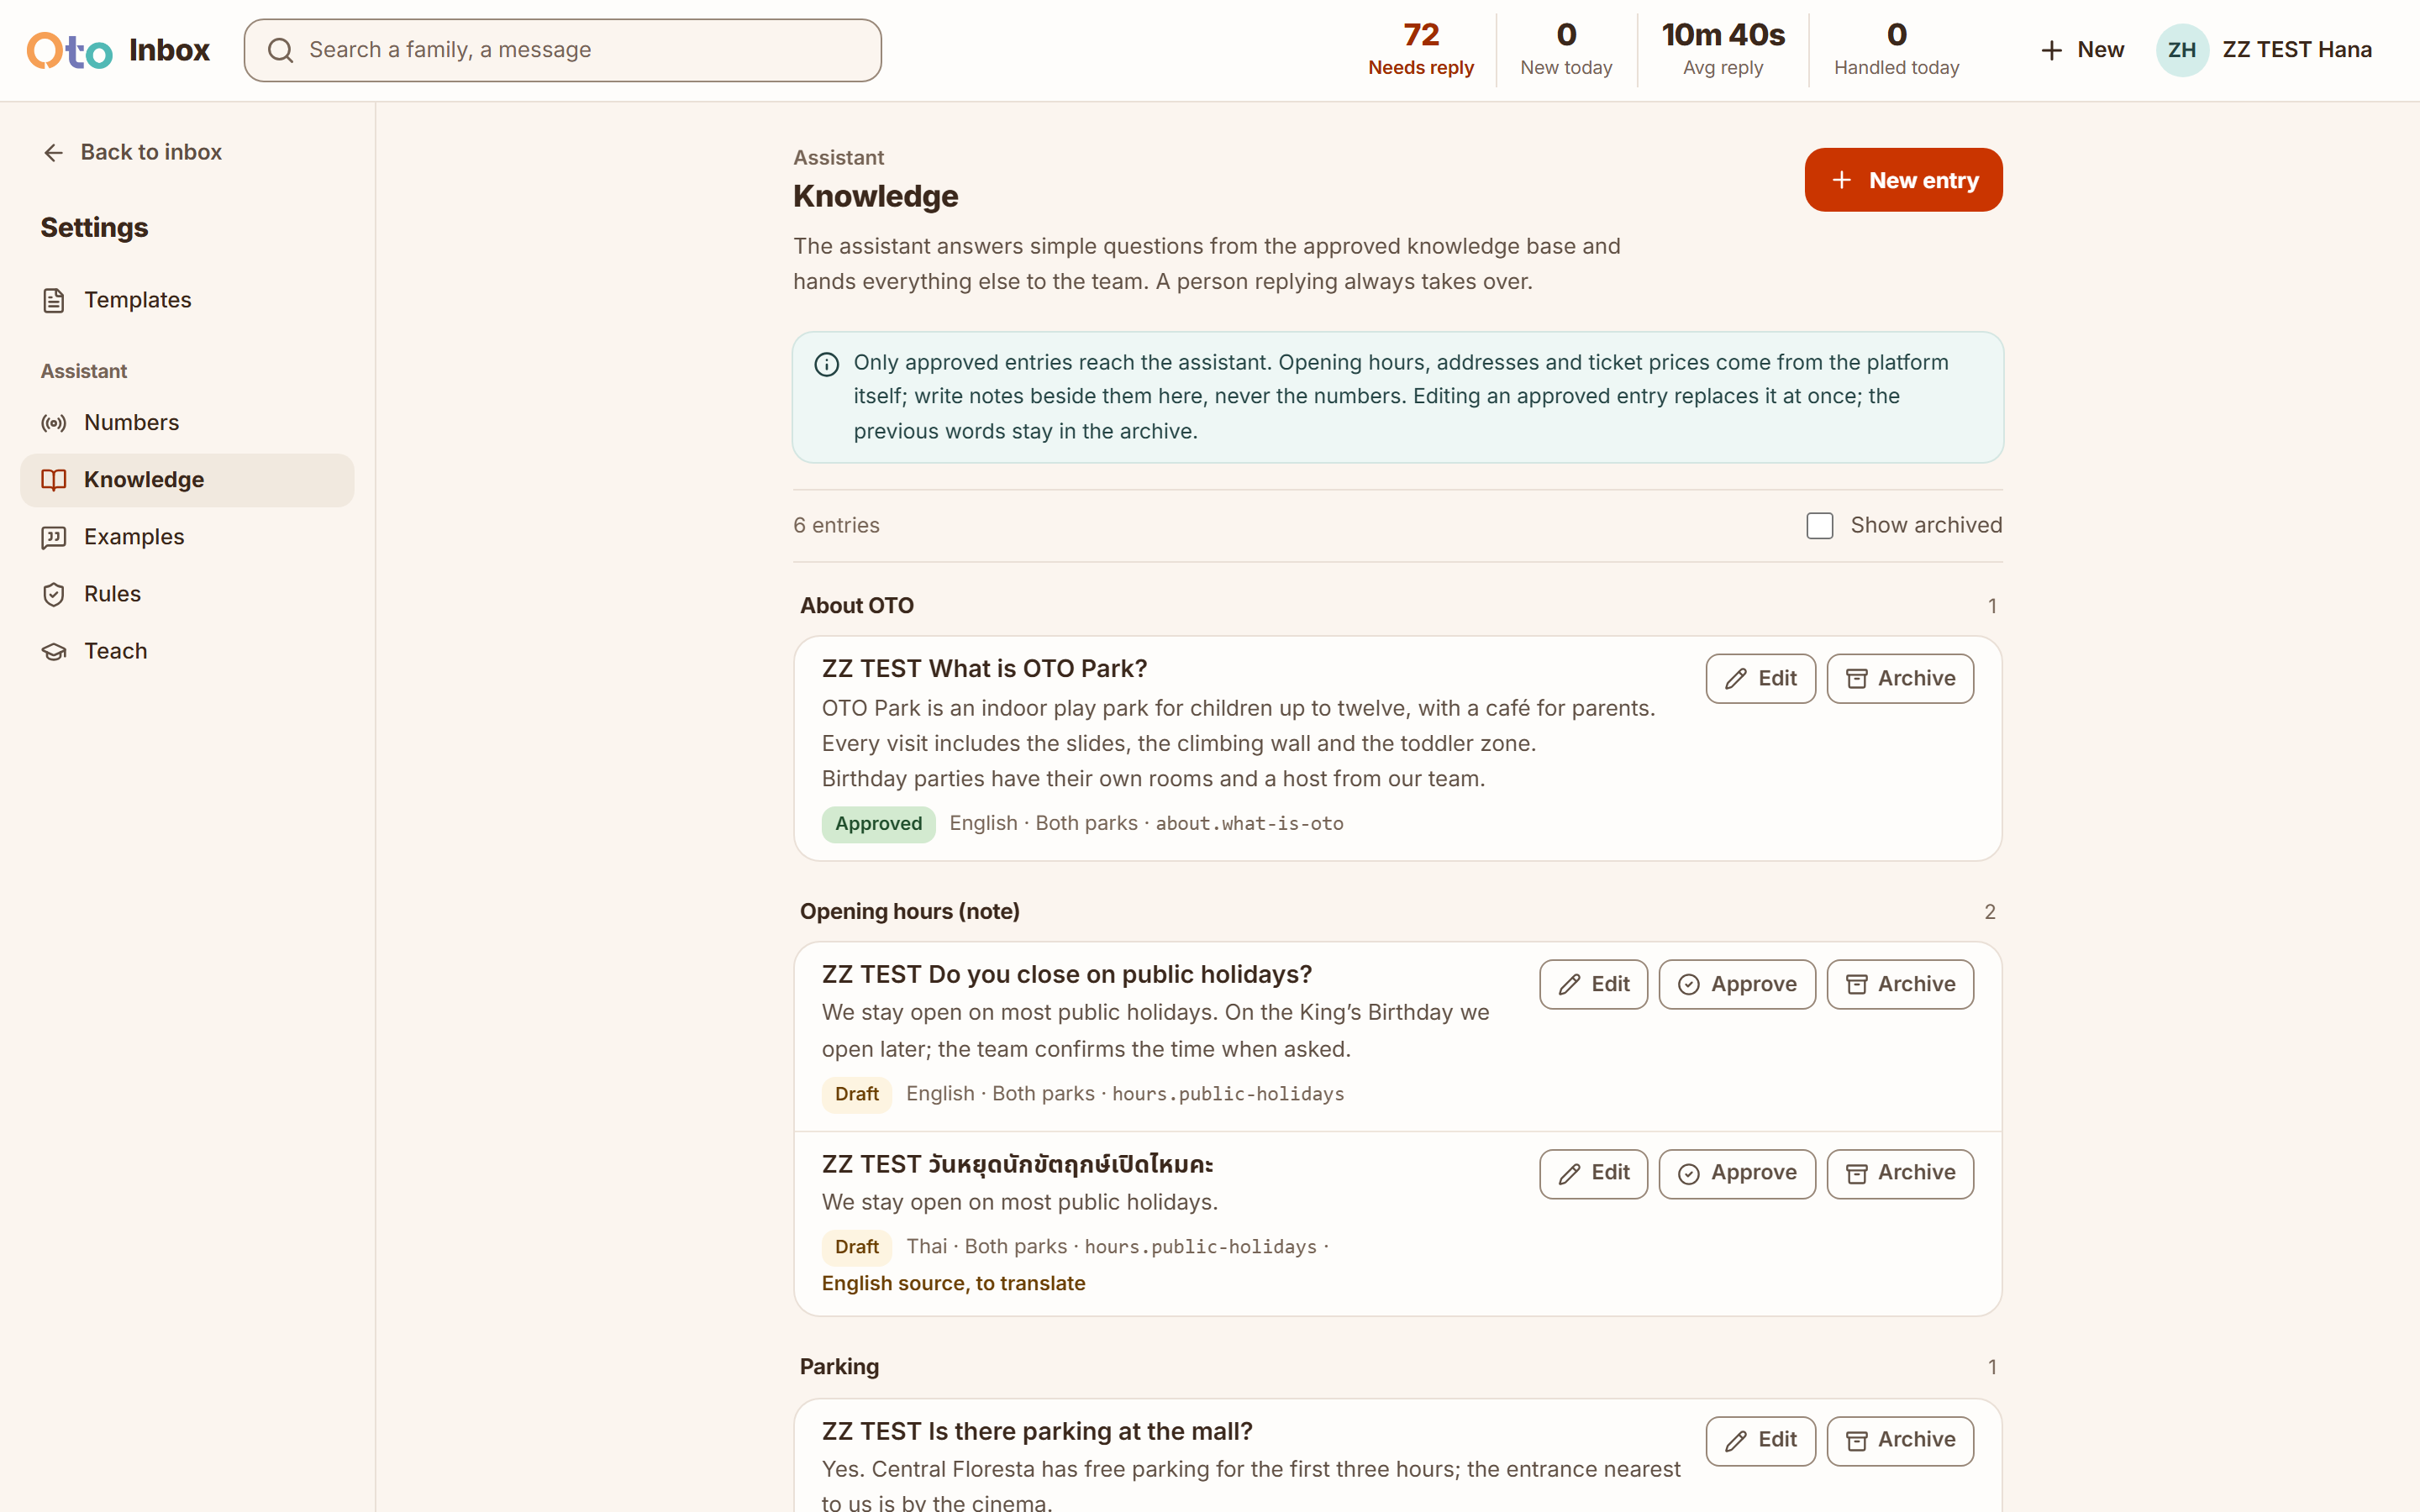 Oto Inbox
Search a family, a message
72
Needs reply
0
New today
10m 40s
Avg reply
0
Handled today
New
ZH
ZZ TEST Hana
Back to inbox
Settings
Templates
Assistant
Numbers
Knowledge
Examples
Rules
Teach
Assistant
Knowledge
New entry
The assistant answers simple questions from the approved knowledge base and
hands everything else to the team. A person replying always takes over.
Only approved entries reach the assistant. Opening hours, addresses and ticket prices come from the platform
itself; write notes beside them here, never the numbers. Editing an approved entry replaces it at once; the
previous words stay in the archive.
6 entries
Show archived
About OTO
1
ZZ TEST What is OTO Park?
Edit
Archive
OTO Park is an indoor play park for children up to twelve, with a café for parents.
Every visit includes the slides, the climbing wall and the toddler zone.
Birthday parties have their own rooms and a host from our team.
Approved English · Both parks · about.what-is-oto
Opening hours (note)
2
ZZ TEST Do you close on public holidays?
Edit
Approve
Archive
We stay open on most public holidays. On the King’s Birthday we
open later; the team confirms the time when asked.
Draft English · Both parks · hours.public-holidays
ZZ TEST วันหยุดนักขัตฤกษ์เปิดไหมคะ
Edit
Approve
Archive
We stay open on most public holidays.
Draft Thai · Both parks · hours.public-holidays ·
English source, to translate
Parking
1
ZZ TEST Is there parking at the mall?
Edit
Archive
Yes. Central Floresta has free parking for the first three hours; the entrance nearest
to us is by the cinema.